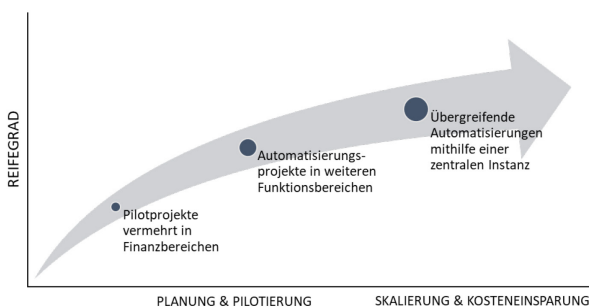 REIFEGRAD
Übergreifende
Automatisierungen
mithilfe einer
zentralen Instanz
Automatisierungs-
projekte in weiteren
Funktionsbereichen
Pilotprojekte
vermehrt in
Finanzbereichen
PLANUNG & PILOTIERUNG
SKALIERUNG & KOSTENEINSPARUNG